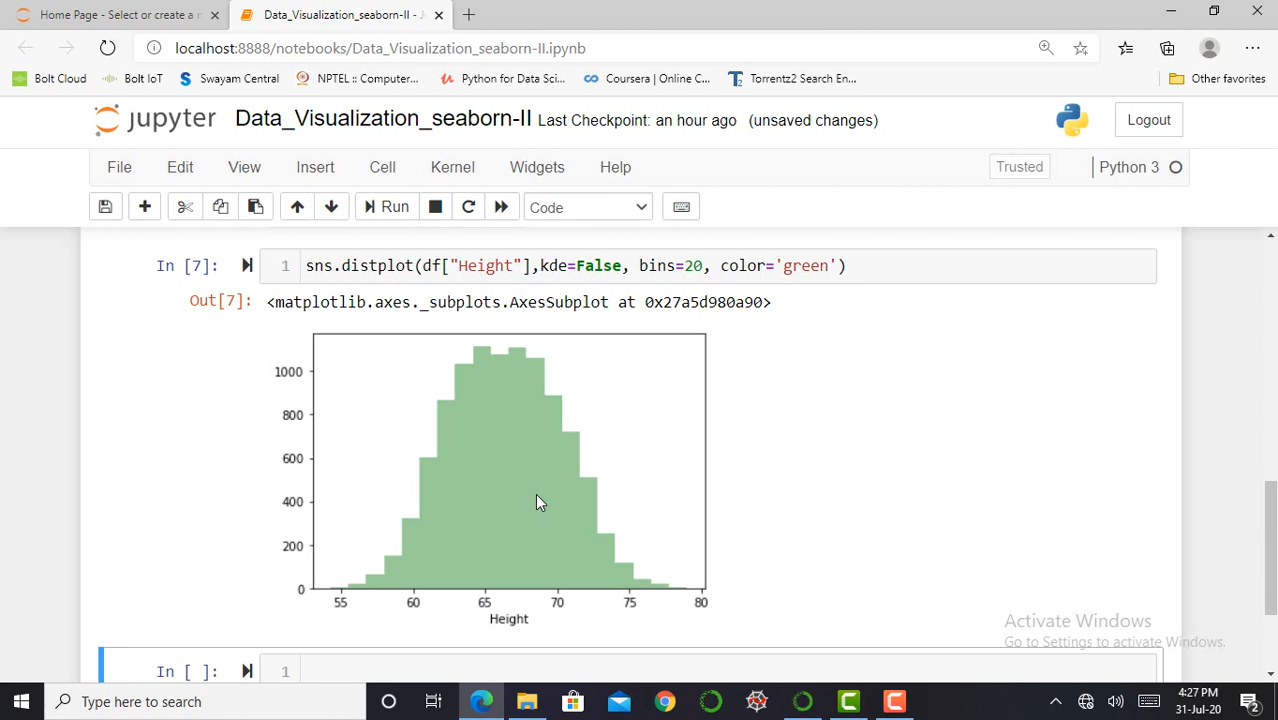 Home Page - Select or create a n
Data_Visualization_seaborn-II - J
localhost:8888/notebooks/Data_Visualization_seaborn-II.ipynb
Bolt Cloud
Bolt IoT
Swayam Central
NPTEL :: Computer...
Python for Data Sci...
Coursera | Online C...
Torrentz2 Search En...
Other favorites
jupyter Data_Visualization_seaborn-II Last Checkpoint: an hour ago (unsaved changes)
Logout
File Edit View Insert Cell Kernel Widgets Help
Trusted
Python 3
Run
Code
In [7]: 1 sns.distplot(df["Height"],kde=False, bins=20, color='green')
Out[7]: <matplotlib.axes._subplots.AxesSubplot at 0x27a5d980a90>
1000
800
600
400
200
0
55 60 65 70 75 80
Height
Activate Windows
Go to Settings to activate Windows.
In [ ]: 1
Type here to search
4:27 PM
31-Jul-20
2